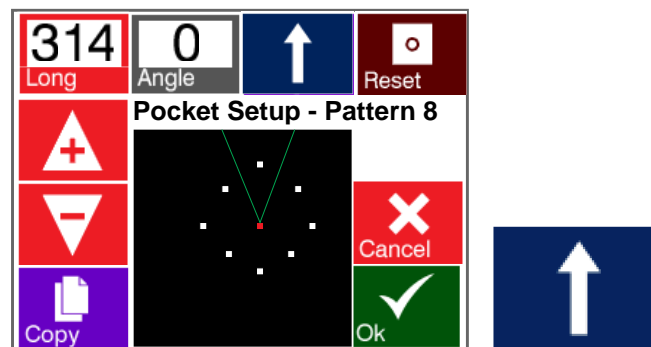 314 0
Long Angle Reset
Pocket Setup - Pattern 8
Cancel
Copy Ok